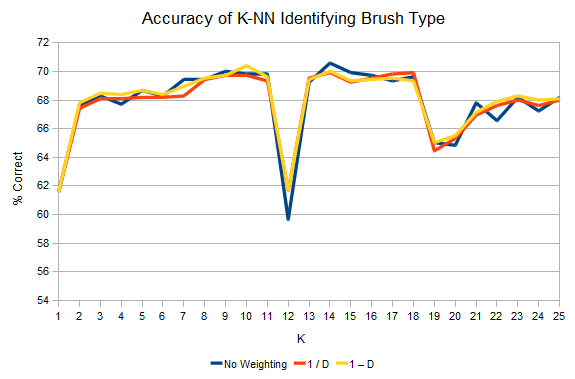 Accuracy of K-NN Identifying Brush Type
72
70
68
66
64
62
60
58
56
54
% Correct
1 2 3 4 5 6 7 8 9 10 11 12 13 14 15 16 17 18 19 20 21 22 23 24 25
K
No Weighting 1 / D 1 – D